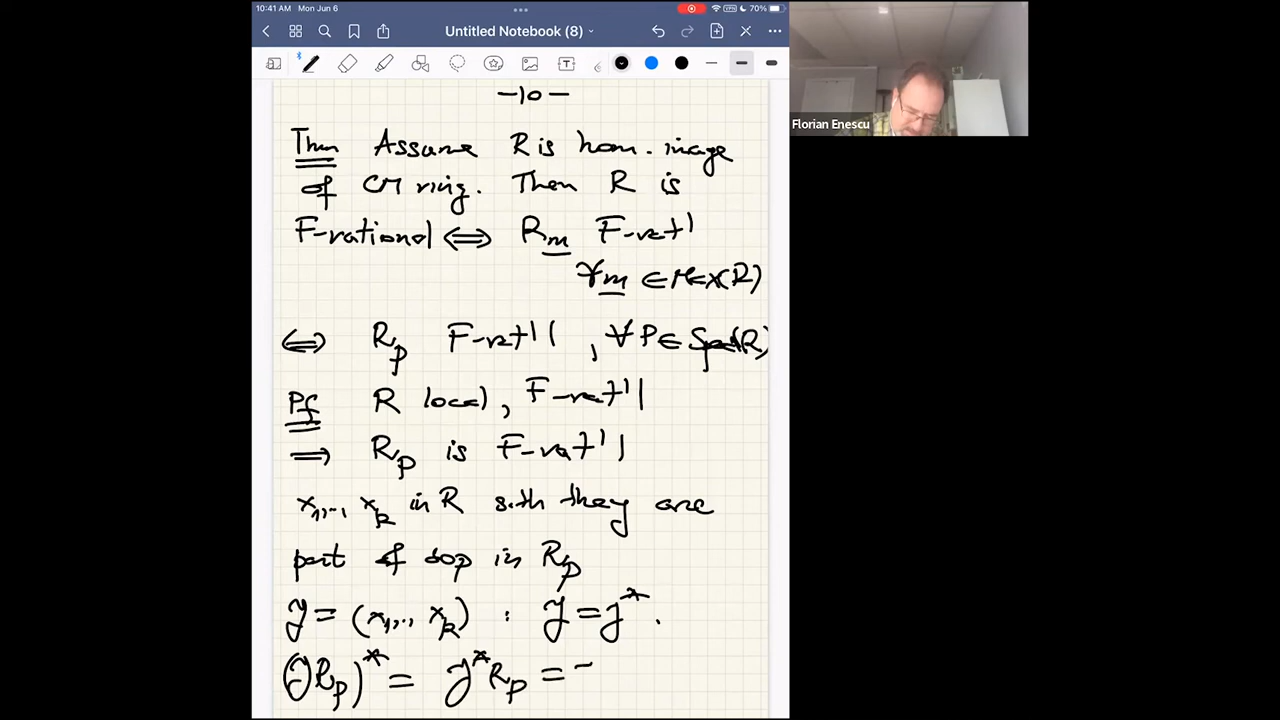 10:41 AM Mon Jun 6
70%
Untitled Notebook (8)
Florian Enescu
-10-
Thm Assume R is hom. image
of CM ring. Then R is
F-rational ⟺ R_m F-rat'l
∀ m ∈ Max(R)
⟺ R_P F-rat'l, ∀ P ∈ Spec(R)
Pf R local, F-rat'l
⟹ R_P is F-rat'l
x_1, ..., x_k in R s.th they are
part of sop in R_P
J = (x_1, ..., x_k) : J = J^*.
(J R_P)^* = J^* R_P =